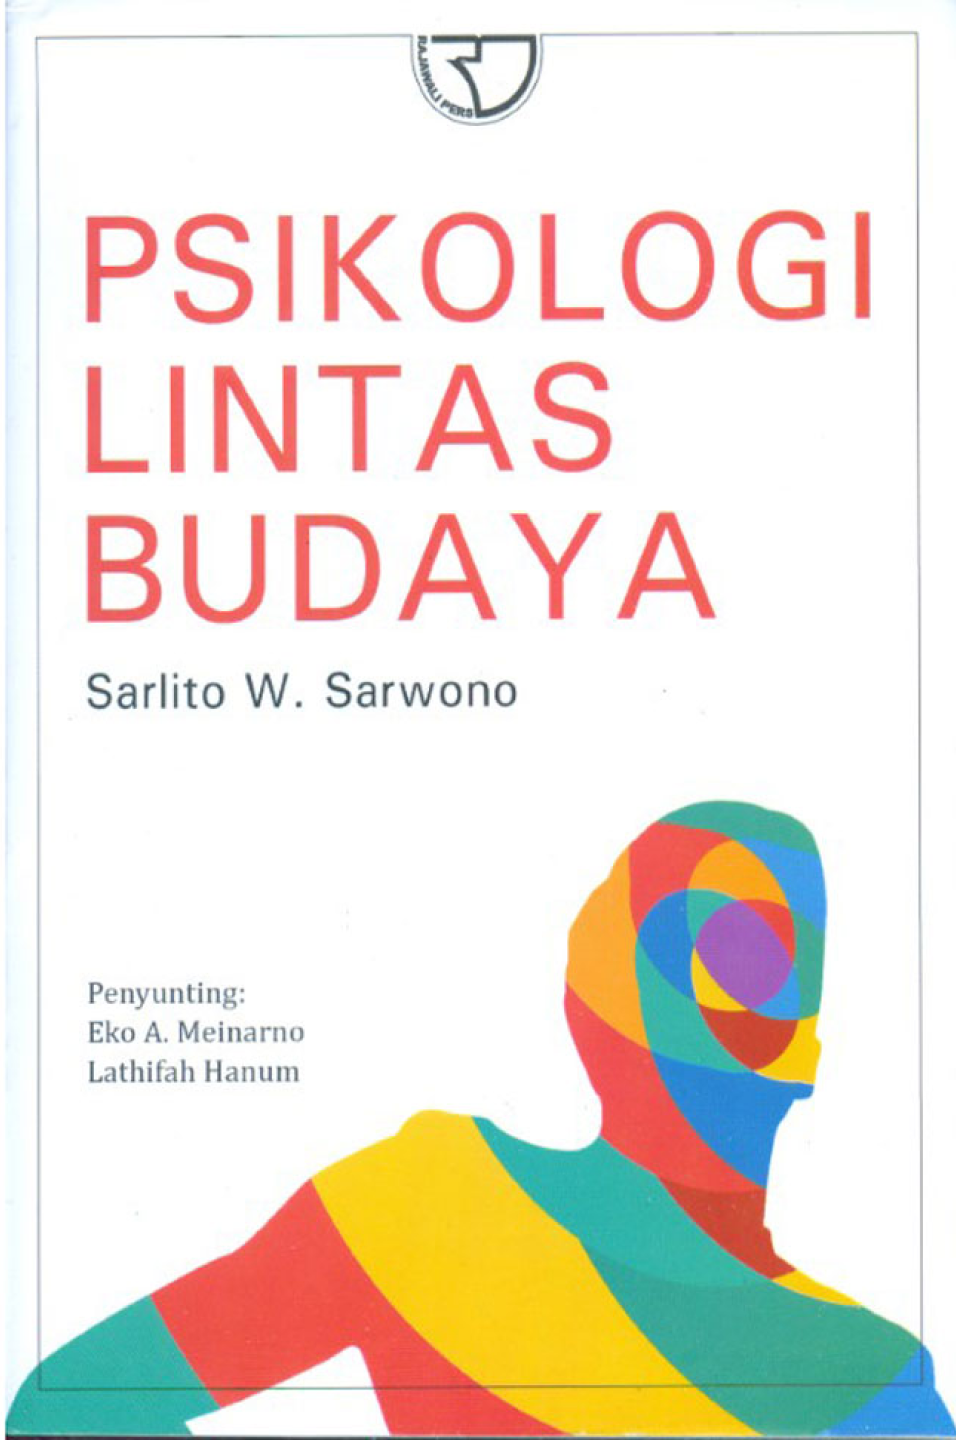 RAJAWALI PERS
PSIKOLOGI
LINTAS
BUDAYA
Sarlito W. Sarwono
Penyunting:
Eko A. Meinarno
Lathifah Hanum